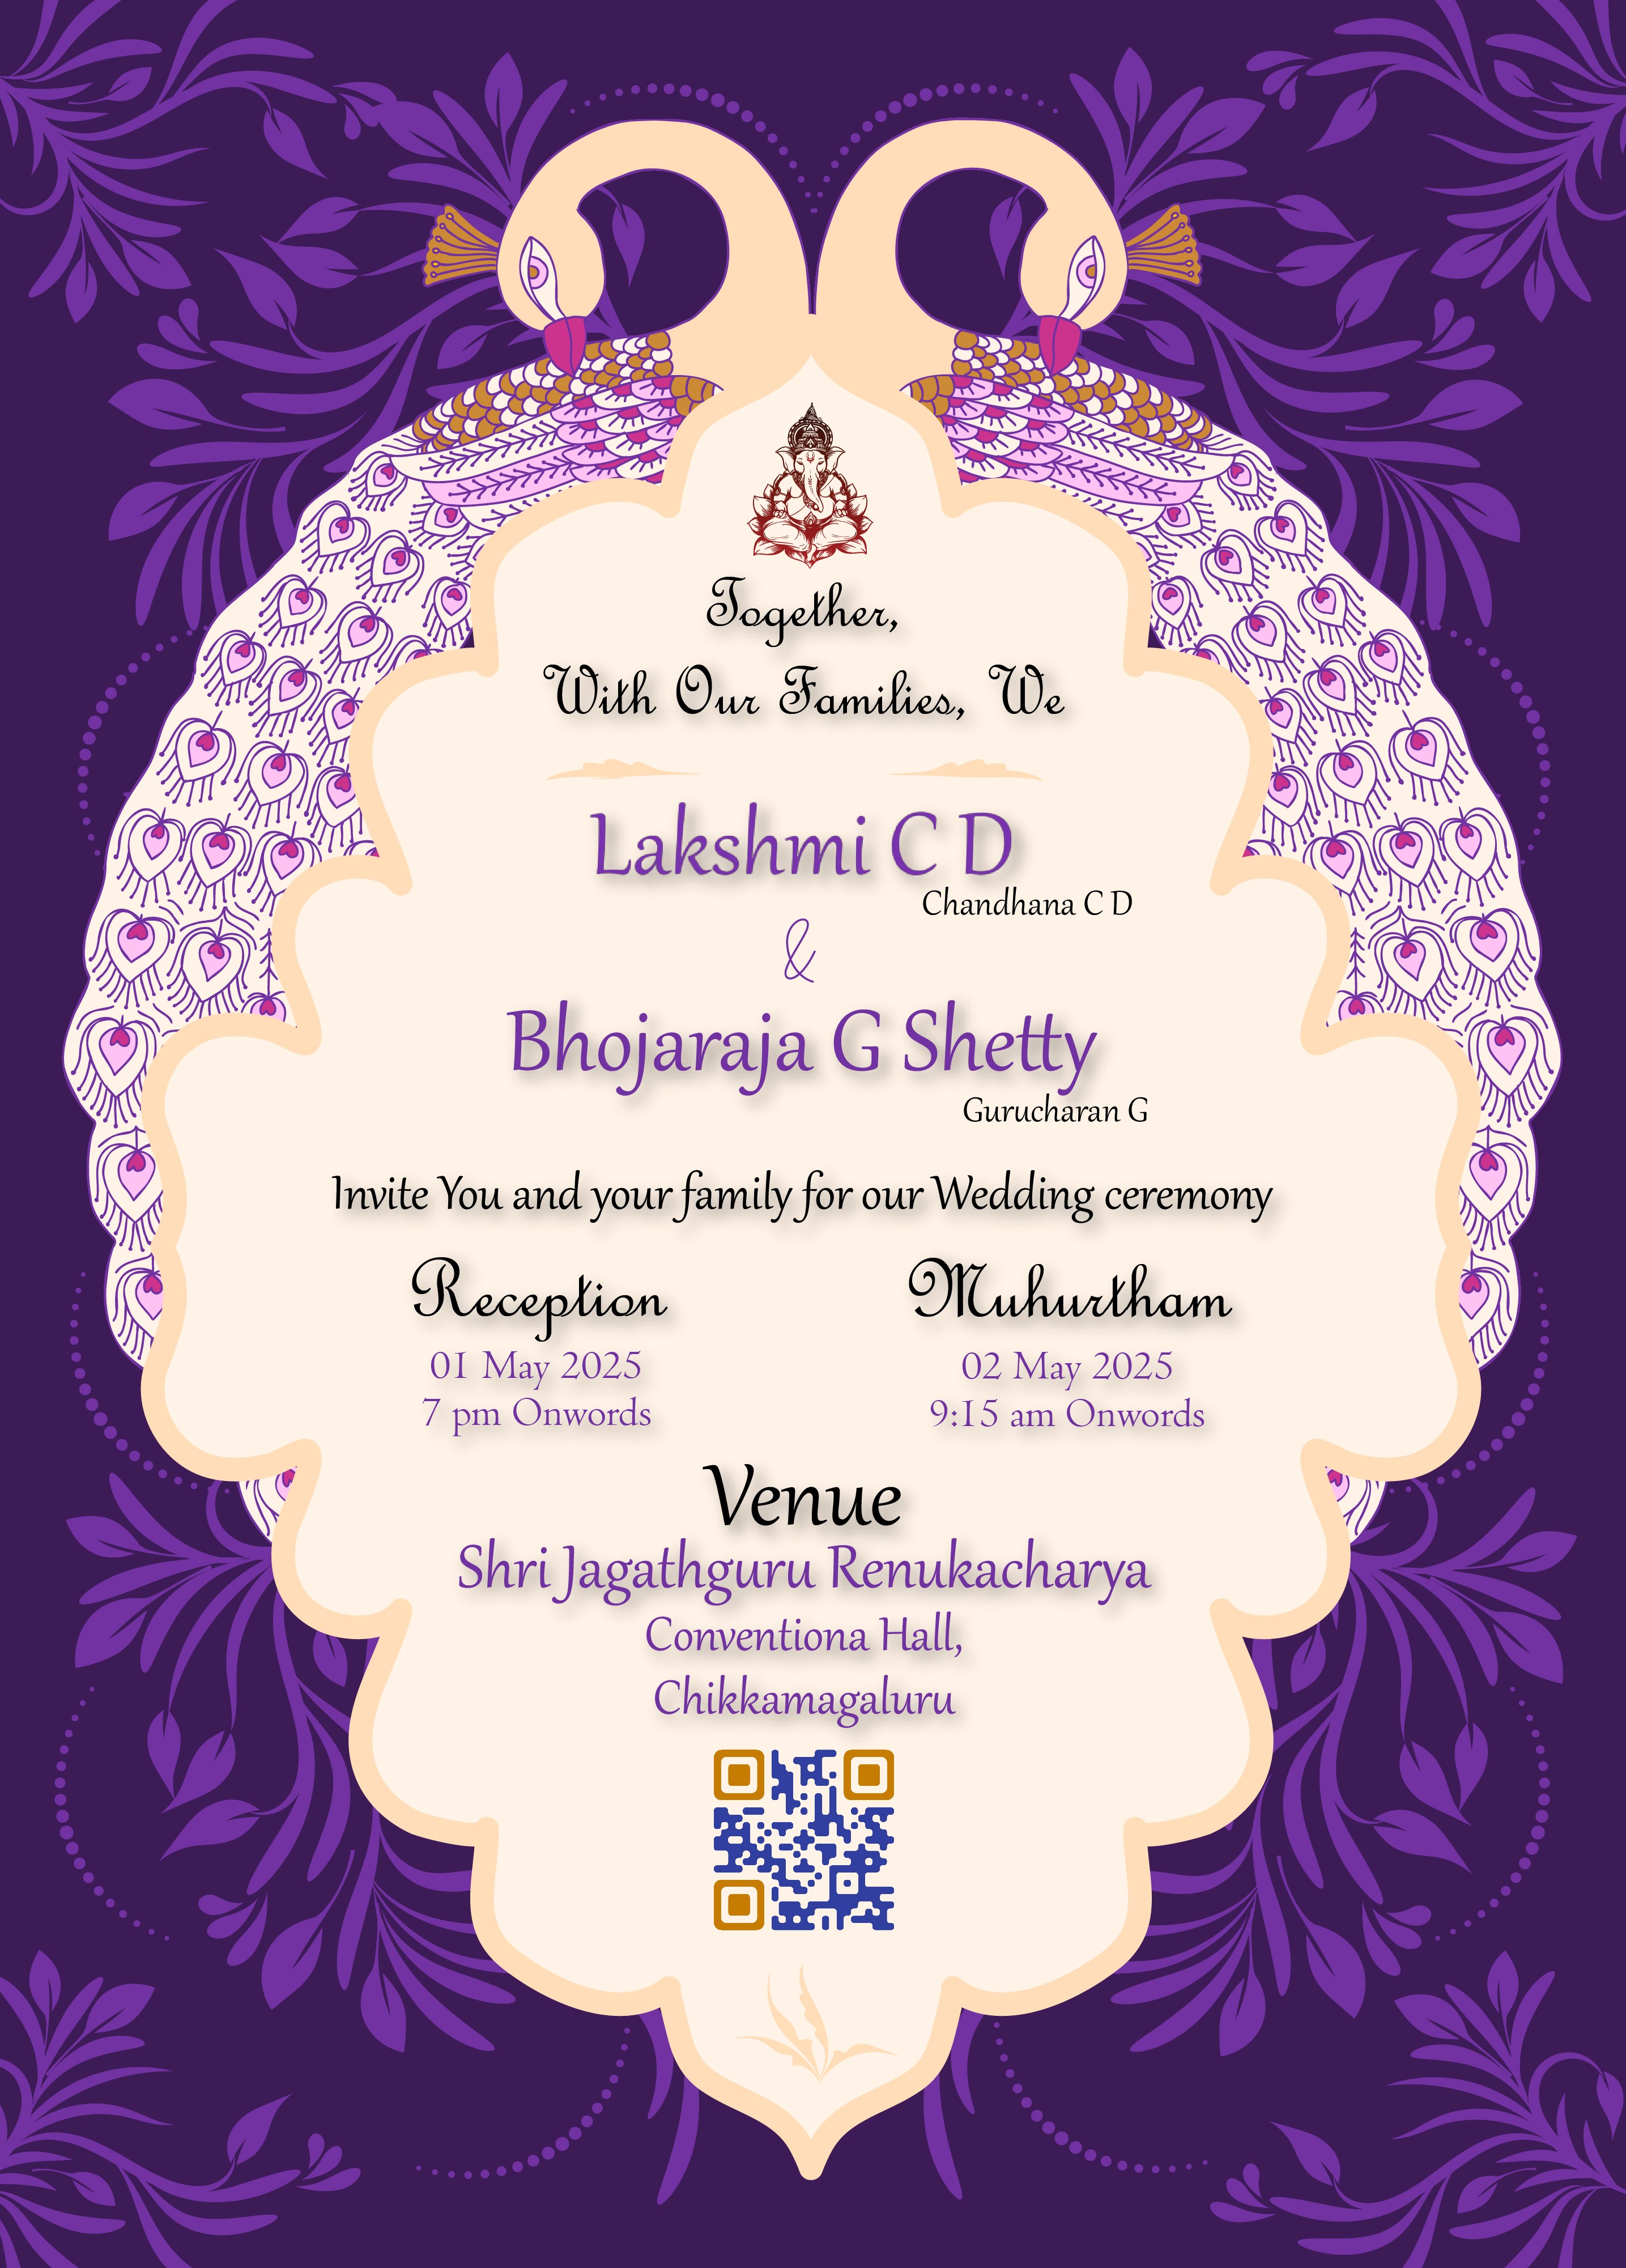 Together,
With Our Families, We
Lakshmi C D
Chandhana C D
&
Bhojaraja G Shetty
Gurucharan G
Invite You and your family for our Wedding ceremony
Reception
Muhurtham
01 May 2025
02 May 2025
7 pm Onwords
9:15 am Onwords
Venue
Shri Jagathguru Renukacharya
Conventiona Hall,
Chikkamagaluru